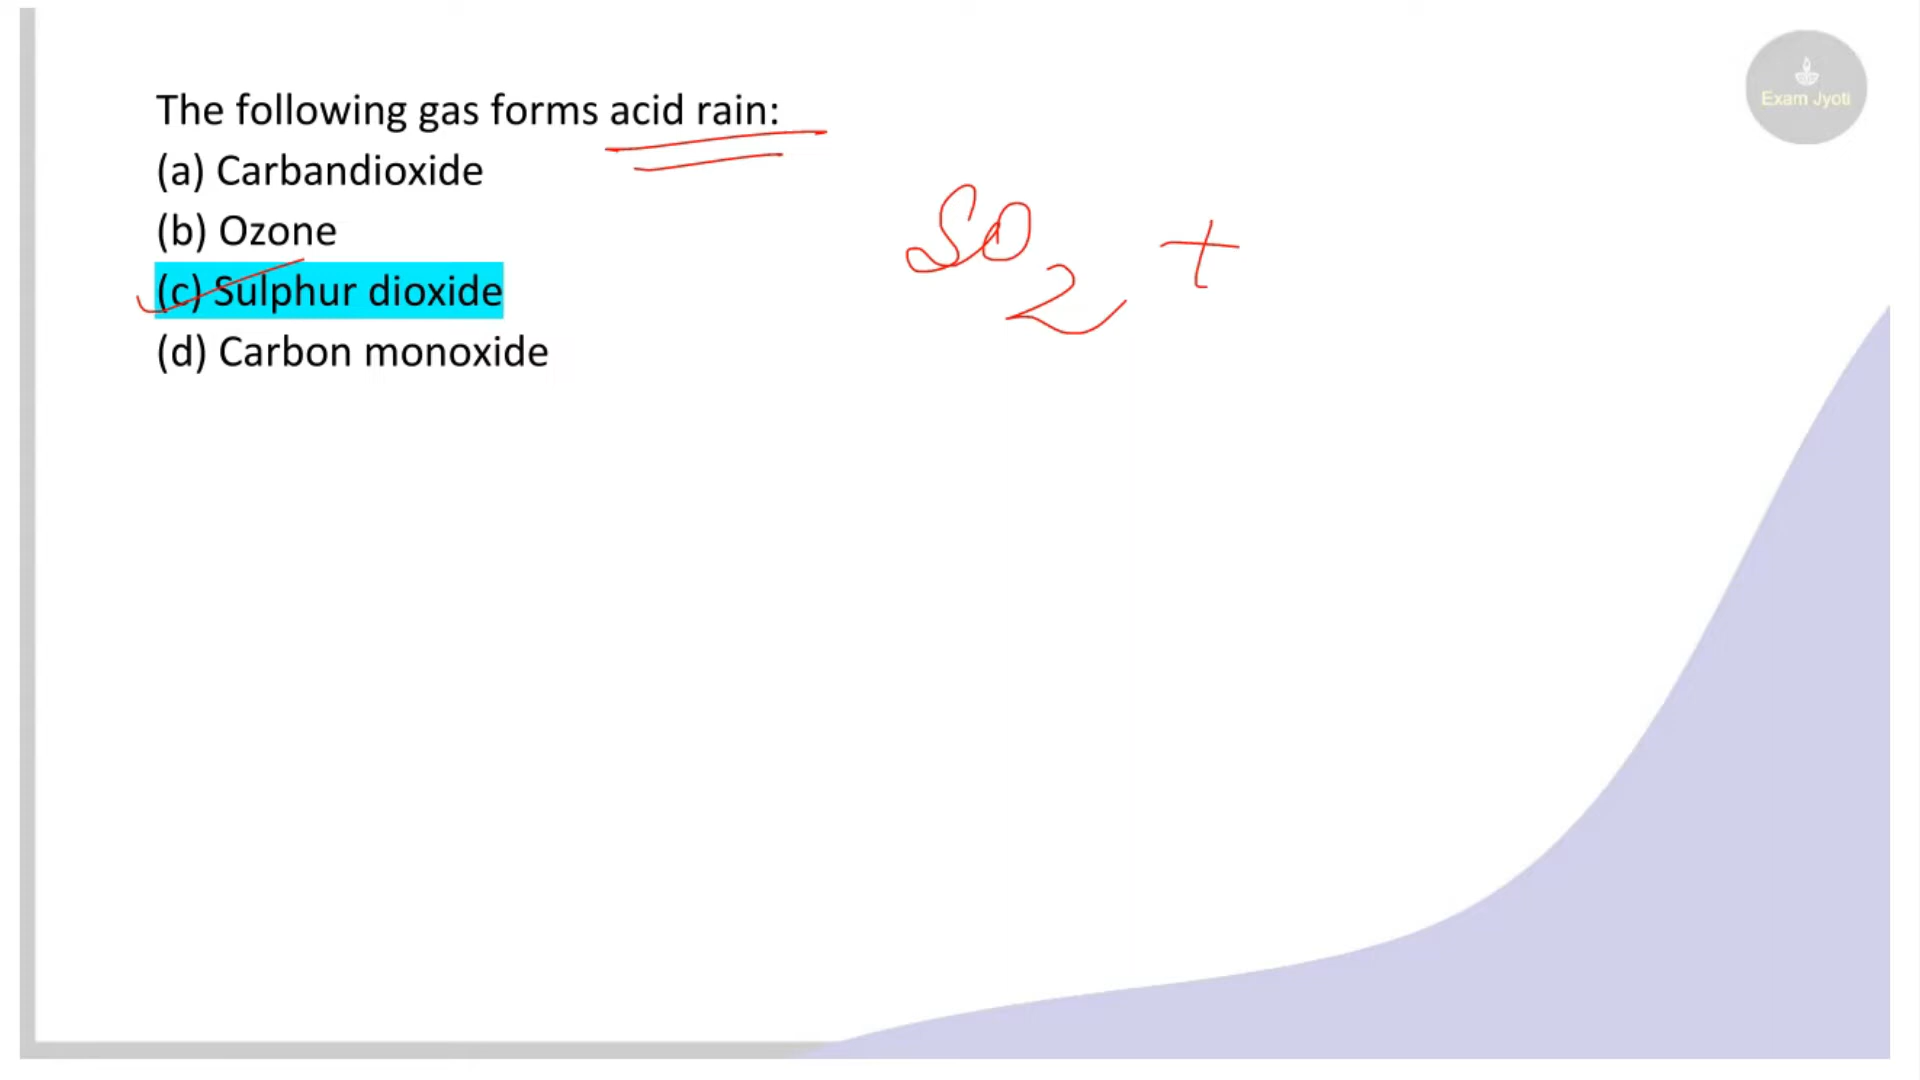 Exam Jyoti
The following gas forms acid rain:
(a) Carbandioxide
(b) Ozone
(c) Sulphur dioxide
(d) Carbon monoxide
SO2 +